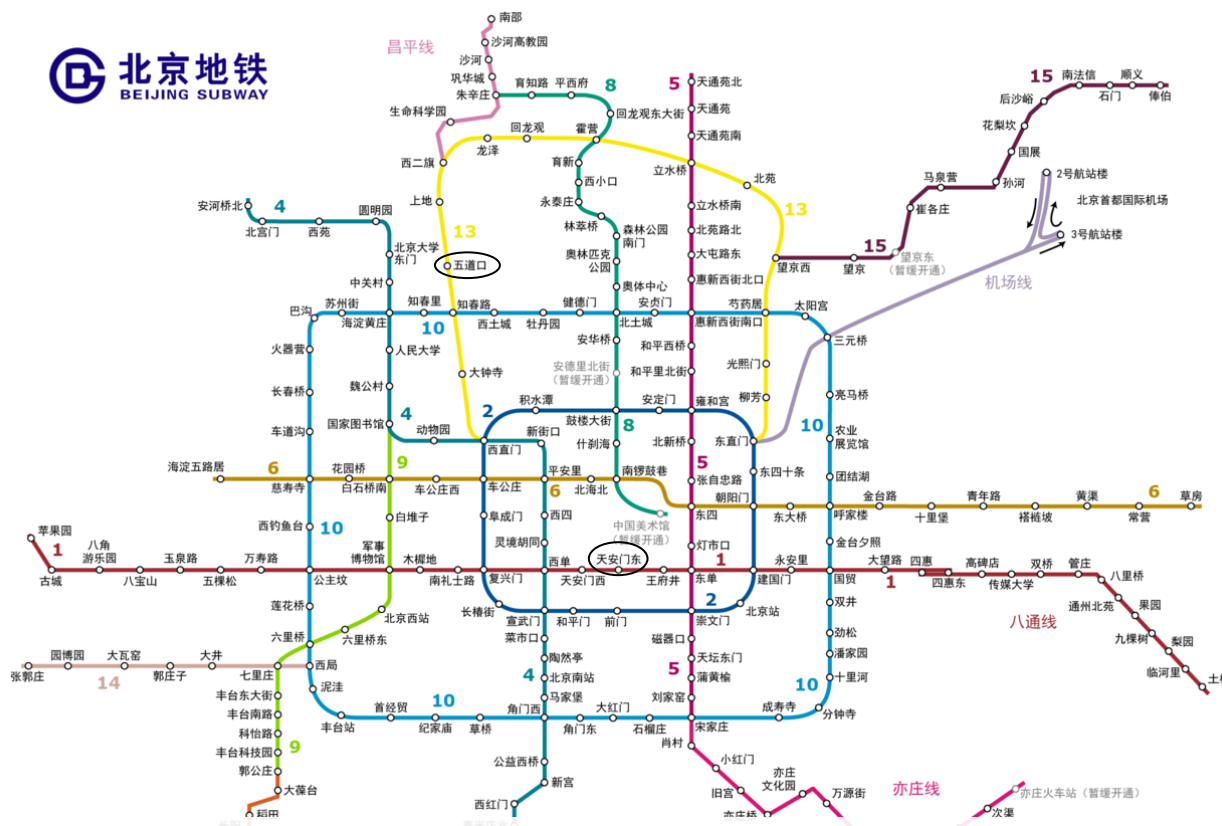 北京地铁
BEIJING SUBWAY
昌平线
南邵
沙河高教园
沙河
巩华城
朱辛庄
生命科学园
西二旗
育知路
平西府
8
回龙观东大街
霍营
回龙观
龙泽
育新
西小口
永泰庄
林萃桥
森林公园
南门
奥林匹克
公园
奥体中心
5
天通苑北
天通苑
天通苑南
立水桥
立水桥南
北苑路北
大屯路东
惠新西街北口
北苑
13
15
后沙峪
南法信
石门
顺义
俸伯
花梨坎
国展
孙河
马泉营
崔各庄
15
望京西
望京
望京东
(暂缓开通)
2号航站楼
北京首都国际机场
3号航站楼
机场线
安河桥北
4
北宫门
西苑
圆明园
北京大学
东门
中关村
上地
13
五道口
巴沟
苏州街
海淀黄庄
知春里
10
知春路
西土城
牡丹园
健德门
北土城
安贞门
惠新西街南口
芍药居
太阳宫
三元桥
火器营
长春桥
车道沟
人民大学
魏公村
国家图书馆
4
大钟寺
安华桥
安德里北街
(暂缓开通)
和平西桥
和平里北街
光熙门
柳芳
亮马桥
10
农业
展览馆
团结湖
动物园
2
积水潭
鼓楼大街
安定门
雍和宫
西直门
新街口
8
什刹海
北新桥
东直门
海淀五路居
6
慈寿寺
花园桥
白石桥南
9
车公庄西
车公庄
平安里
6
北海北
南锣鼓巷
5
张自忠路
东四十条
朝阳门
东四
东大桥
呼家楼
金台路
十里堡
青年路
褡裢坡
黄渠
常营
6
草房
中国美术馆
(暂缓开通)
西钓鱼台
10
白堆子
阜成门
西四
灵境胡同
灯市口
金台夕照
苹果园
1
古城
八角
游乐园
八宝山
玉泉路
五棵松
万寿路
公主坟
军事
博物馆
木樨地
南礼士路
复兴门
西单
天安门西
天安门东
王府井
东单
1
建国门
永安里
国贸
大望路
1
四惠
四惠东
高碑店
传媒大学
双桥
管庄
八里桥
通州北苑
果园
九棵树
梨园
临河里
土桥
八通线
莲花桥
六里桥
北京西站
六里桥东
长椿街
宣武门
和平门
前门
崇文门
2
北京站
双井
劲松
潘家园
十里河
10
分钟寺
菜市口
陶然亭
4
北京南站
马家堡
角门西
磁器口
天坛东门
5
蒲黄榆
刘家窑
宋家庄
成寿寺
张郭庄
园博园
14
大瓦窑
郭庄子
大井
七里庄
西局
泥洼
丰台站
首经贸
10
纪家庙
草桥
角门东
大红门
石榴庄
丰台东大街
丰台南路
科怡路
9
丰台科技园
郭公庄
大葆台
稻田
公益西桥
新宫
西红门
肖村
小红门
旧宫
亦庄桥
亦庄
文化园
万源街
亦庄线
次渠
亦庄火车站(暂缓开通)